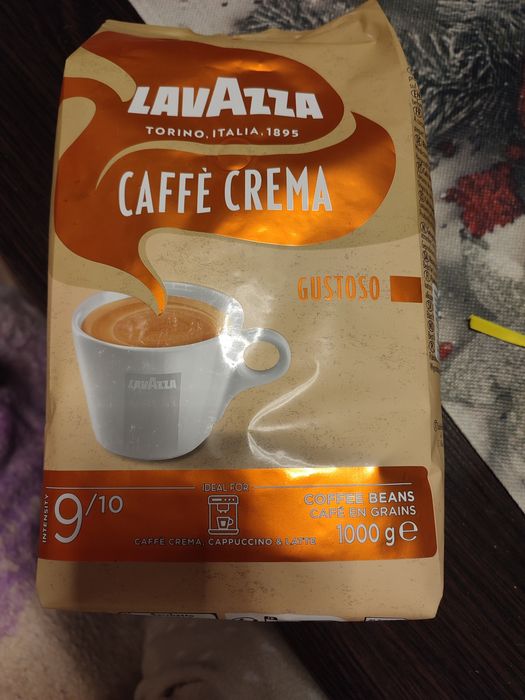 LAVAZZA
TORINO, ITALIA, 1895
CAFFÈ CREMA
GUSTOSO
LAVAZZA
INTENSITY
9/10
IDEAL FOR
CAFFÈ CREMA, CAPPUCCINO & LATTE
COFFEE BEANS
CAFÉ EN GRAINS
1000 g e